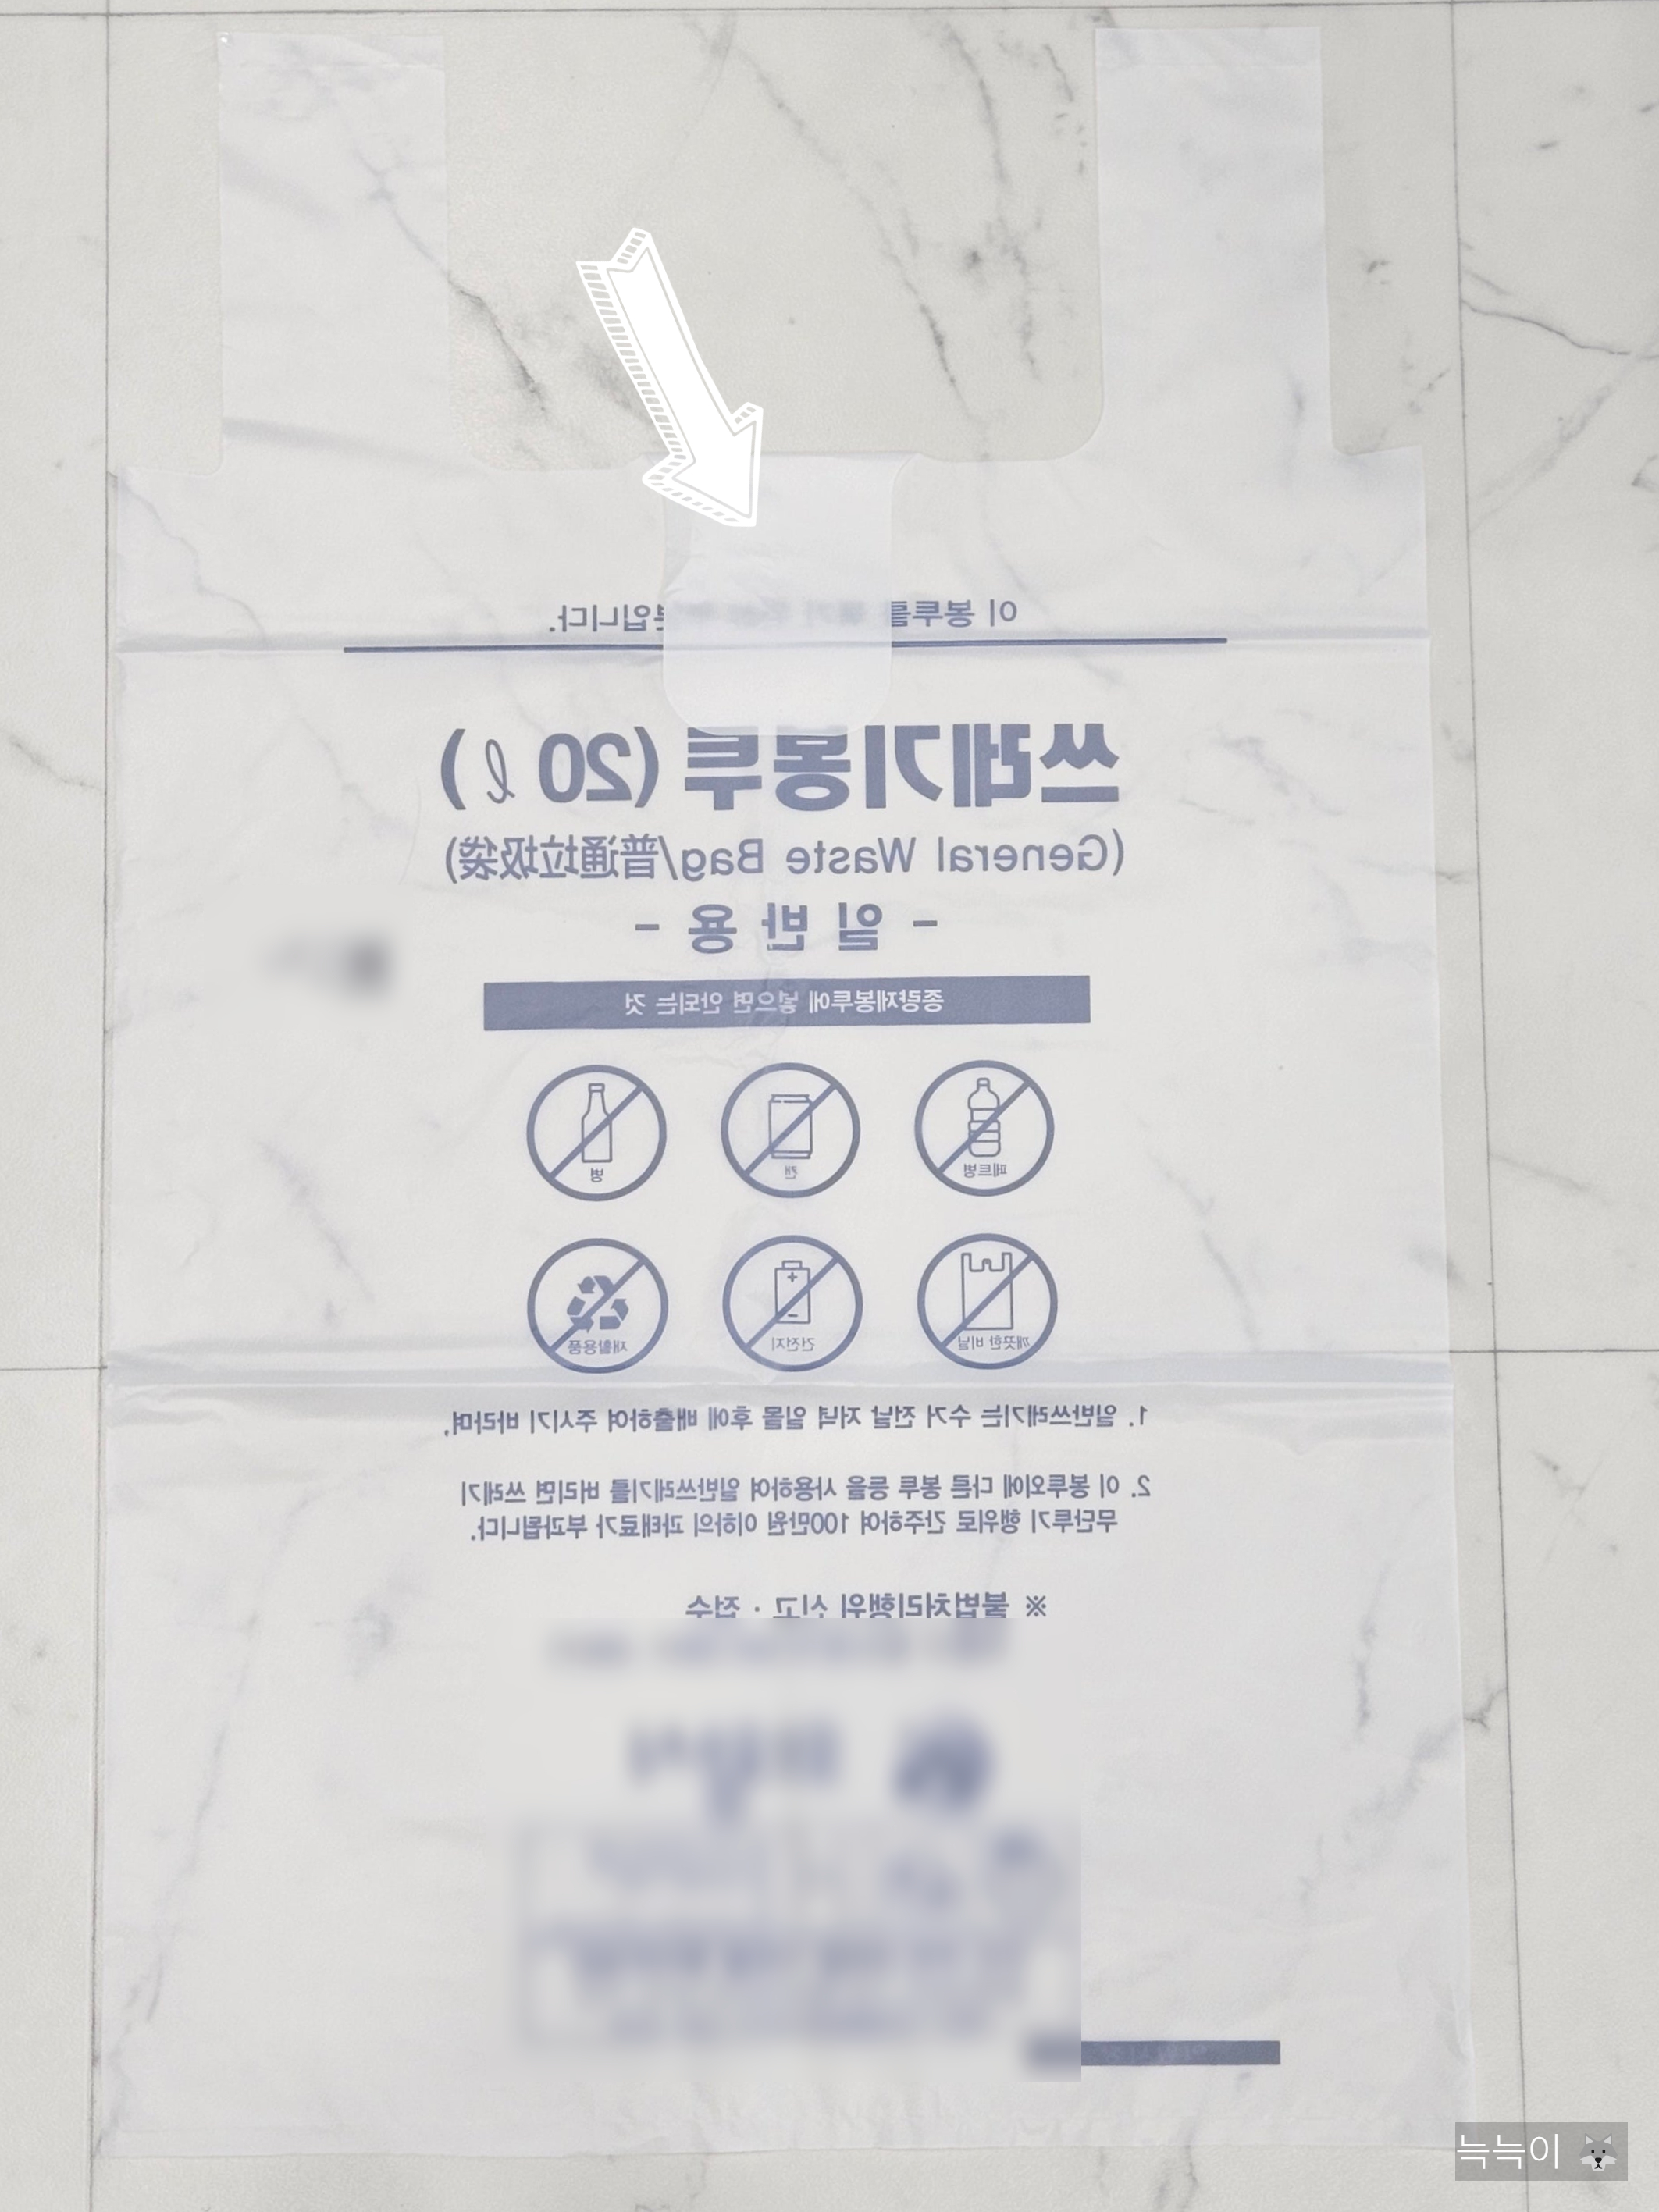 이 봉투를 분입니다.
쓰레기봉투 (20 ℓ)
(General Waste Bag/普通垃圾袋)
- 일 반 용 -
종량제봉투에 넣으면 안되는 것
페트병 캔 병
깨끗한 비닐 건전지 재활용품
1. 일반쓰레기는 수거 전날 저녁 일몰 후에 배출하여 주시기 바라며,
2. 이 봉투외에 다른 봉투 등을 사용하여 일반쓰레기를 버리면 쓰레기
무단투기 행위로 간주하여 100만원 이하의 과태료가 부과됩니다.
※ 불법처리행위 신고 · 접수
늑늑이